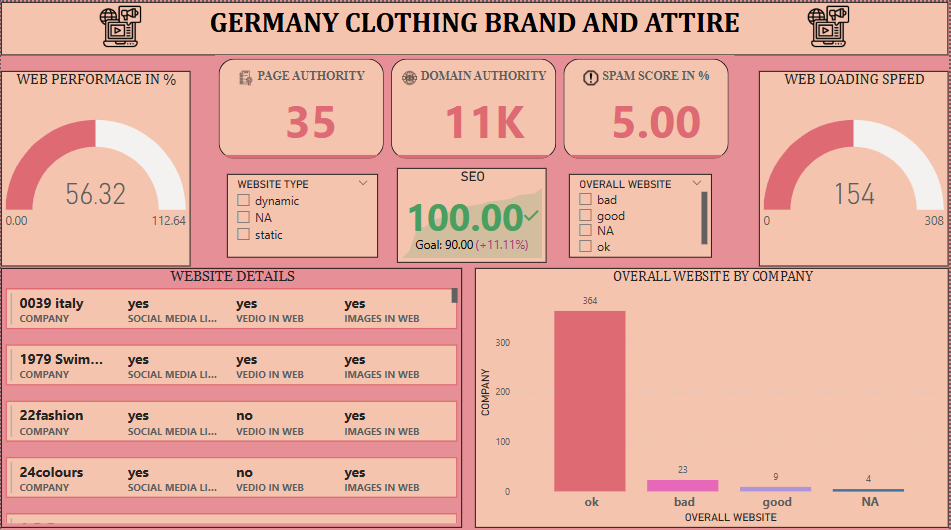 GERMANY CLOTHING BRAND AND ATTIRE
WEB PERFORMACE IN %
56.32
0.00
112.64
PAGE AUTHORITY
35
DOMAIN AUTHORITY
11K
SPAM SCORE IN %
5.00
WEB LOADING SPEED
154
0
308
WEBSITE TYPE
dynamic
NA
static
SEO
100.00
Goal: 90.00 (+11.11%)
OVERALL WEBSITE
bad
good
NA
ok
WEBSITE DETAILS
0039 italy yes yes yes
COMPANY SOCIAL MEDIA LI... VEDIO IN WEB IMAGES IN WEB
1979 Swim... yes yes yes
COMPANY SOCIAL MEDIA LI... VEDIO IN WEB IMAGES IN WEB
22fashion yes no yes
COMPANY SOCIAL MEDIA LI... VEDIO IN WEB IMAGES IN WEB
24colours yes no yes
COMPANY SOCIAL MEDIA LI... VEDIO IN WEB IMAGES IN WEB
OVERALL WEBSITE BY COMPANY
COMPANY
300
200
100
0
364
23
9
4
ok bad good NA
OVERALL WEBSITE